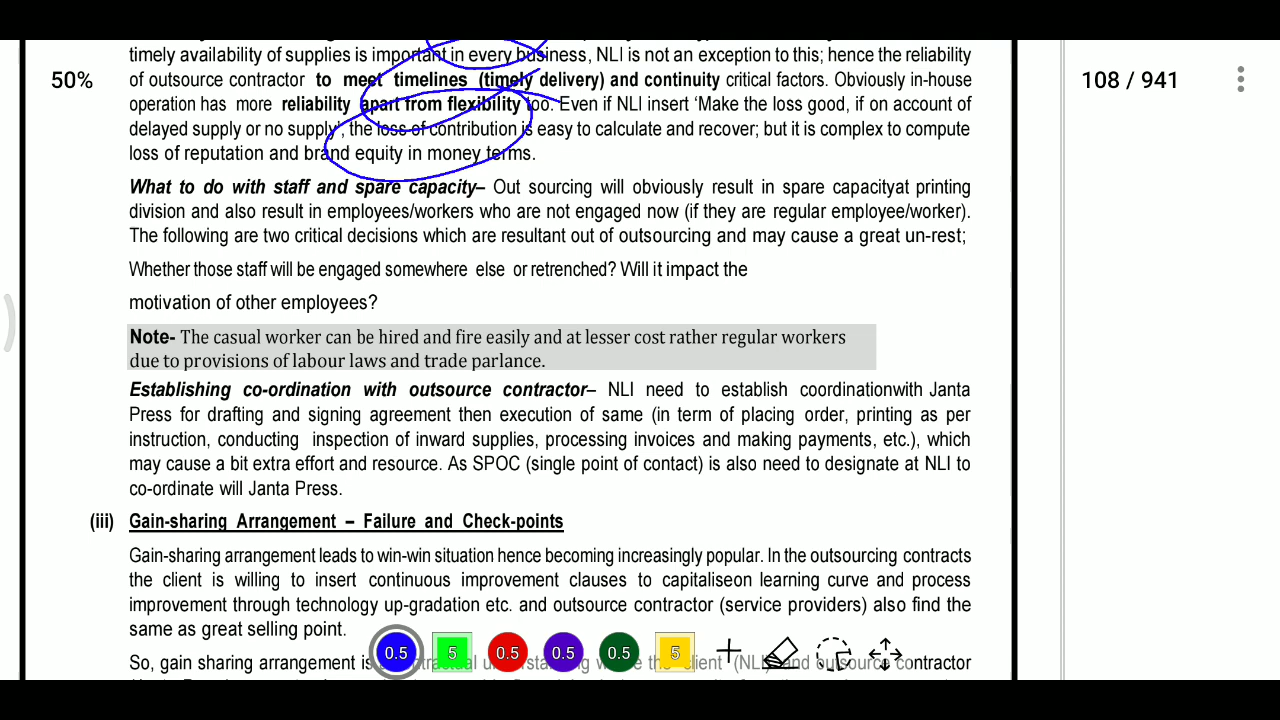 timely availability of supplies is important in every business, NLI is not an exception to this; hence the reliability
50%
108 / 941
of outsource contractor to meet timelines (timely delivery) and continuity critical factors. Obviously in-house
operation has more reliability apart from flexibility too. Even if NLI insert ‘Make the loss good, if on account of
delayed supply or no supply’, the loss of contribution is easy to calculate and recover; but it is complex to compute
loss of reputation and brand equity in money terms.
What to do with staff and spare capacity– Out sourcing will obviously result in spare capacityat printing
division and also result in employees/workers who are not engaged now (if they are regular employee/worker).
The following are two critical decisions which are resultant out of outsourcing and may cause a great un-rest;
Whether those staff will be engaged somewhere else or retrenched? Will it impact the
motivation of other employees?
Note- The casual worker can be hired and fire easily and at lesser cost rather regular workers
due to provisions of labour laws and trade parlance.
Establishing co-ordination with outsource contractor– NLI need to establish coordinationwith Janta
Press for drafting and signing agreement then execution of same (in term of placing order, printing as per
instruction, conducting inspection of inward supplies, processing invoices and making payments, etc.), which
may cause a bit extra effort and resource. As SPOC (single point of contact) is also need to designate at NLI to
co-ordinate will Janta Press.
(iii) Gain-sharing Arrangement – Failure and Check-points
Gain-sharing arrangement leads to win-win situation hence becoming increasingly popular. In the outsourcing contracts
the client is willing to insert continuous improvement clauses to capitaliseon learning curve and process
improvement through technology up-gradation etc. and outsource contractor (service providers) also find the
same as great selling point.
0.5 5 0.5 0.5 0.5 5
So, gain sharing arrangement is client (NLI) and outsource contractor